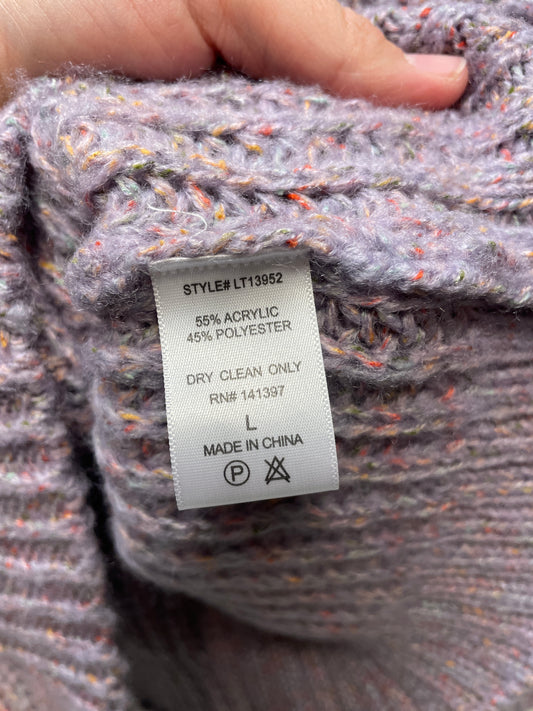 STYLE# LT13952
55% ACRYLIC
45% POLYESTER
DRY CLEAN ONLY
RN# 141397
L
MADE IN CHINA
P